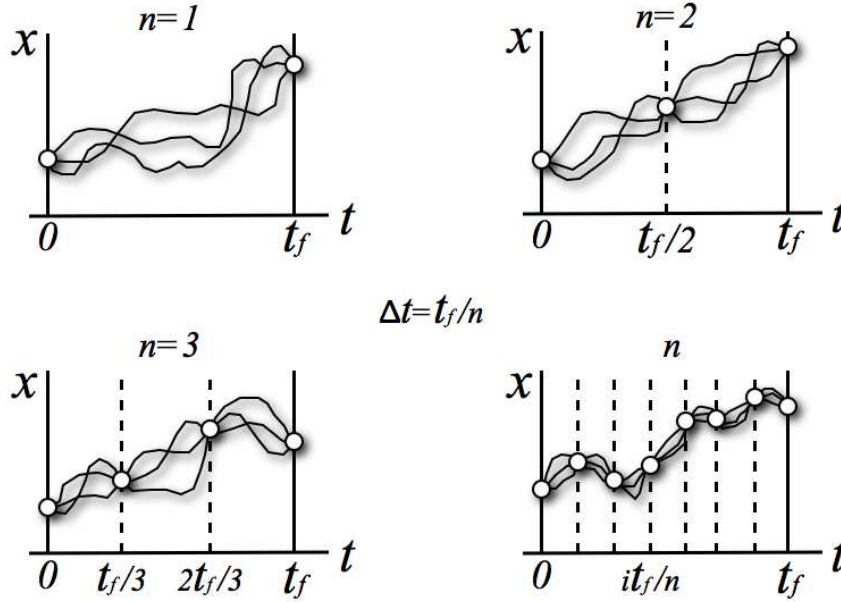 n=1
x
0 t_f t
n=2
x
0 t_f/2 t_f t
Δt=t_f/n
n=3
x
0 t_f/3 2t_f/3 t_f t
n
x
0 it_f/n t_f t